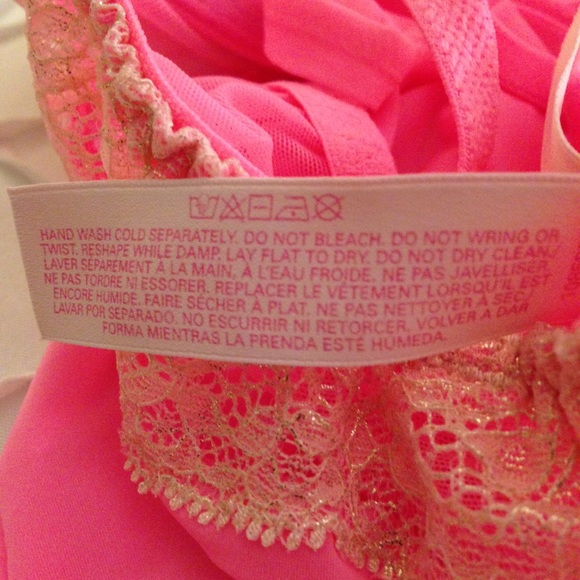 HAND WASH COLD SEPARATELY. DO NOT BLEACH. DO NOT WRING OR
TWIST. RESHAPE WHILE DAMP. LAY FLAT TO DRY. DO NOT DRY CLEAN.
LAVER SÉPAREMENT À LA MAIN, À L'EAU FROIDE. NE PAS JAVELLISER.
NE PAS TORDRE NI ESSORER. REPLACER LE VÊTEMENT LORSQU'IL EST
ENCORE HUMIDE. FAIRE SÉCHER À PLAT. NE PAS NETTOYER À SEC.
LAVAR POR SEPARADO. NO ESCURRIR NI RETORCER. VOLVER A DAR
FORMA MIENTRAS LA PRENDA ESTÉ HUMEDA.